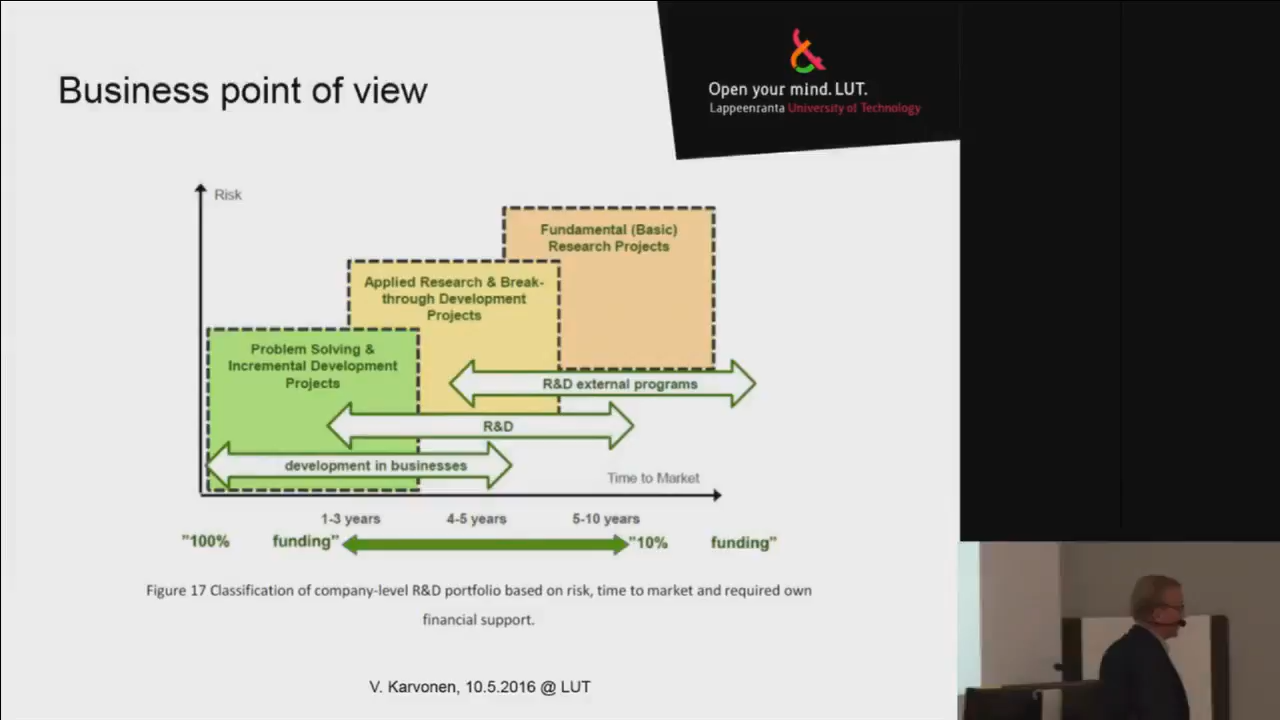 Business point of view
Open your mind. LUT.
Lappeenranta University of Technology
Risk
Fundamental (Basic)
Research Projects
Applied Research & Break-
through Development
Projects
Problem Solving &
Incremental Development
Projects
R&D external programs
R&D
development in businesses
Time to Market
1-3 years 4-5 years 5-10 years
"100% funding" "10% funding"
Figure 17 Classification of company-level R&D portfolio based on risk, time to market and required own
financial support.
V. Karvonen, 10.5.2016 @ LUT